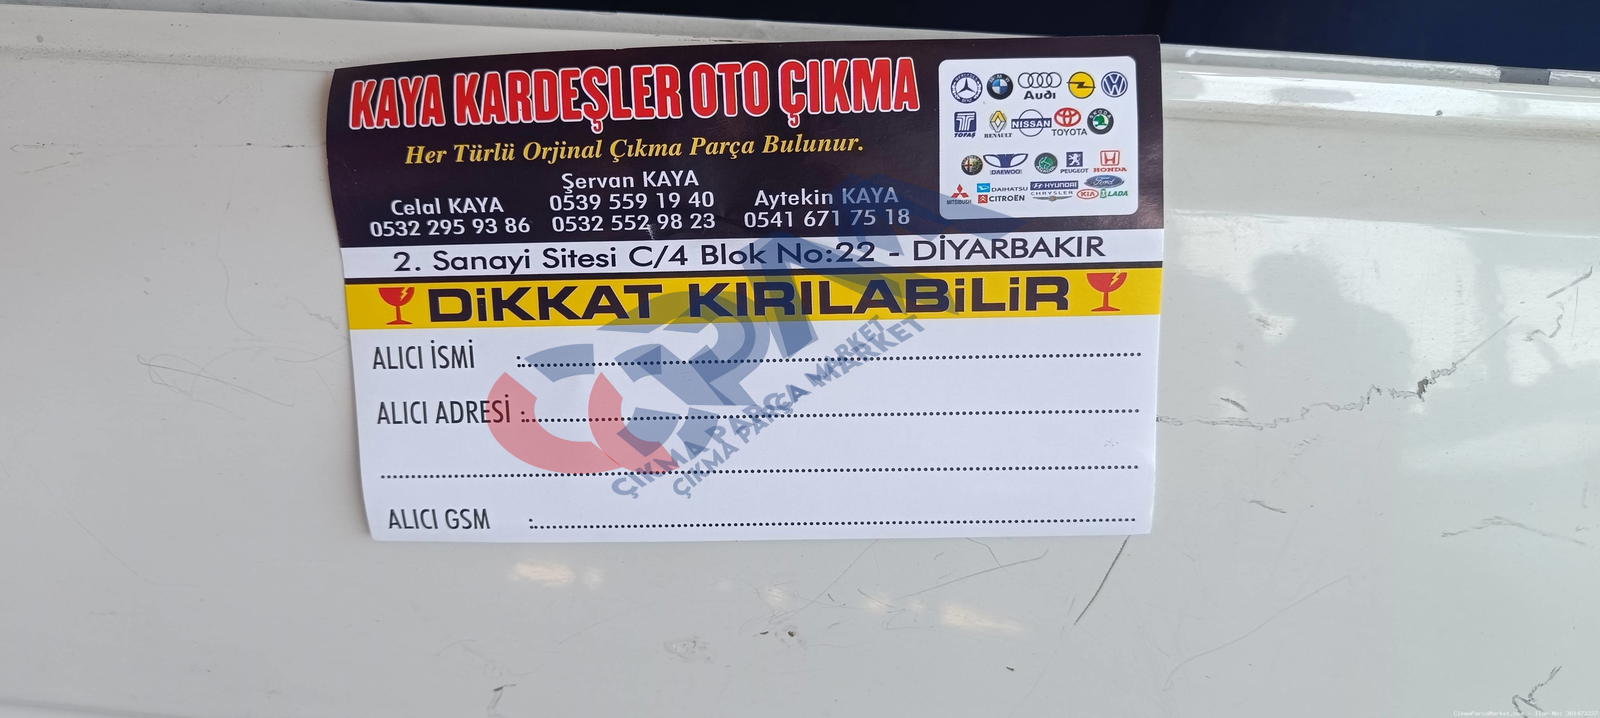 KAYA KARDEŞLER OTO ÇIKMA
Her Türlü Orjinal Çıkma Parça Bulunur.
Celal KAYA
0532 295 93 86
Şervan KAYA
0539 559 19 40
0532 552 98 23
Aytekin KAYA
0541 671 75 18
Audi
TOFAŞ RENAULT NISSAN TOYOTA
DAEWOO PEUGEOT HONDA
DAIHATSU HYUNDAI Ford
CITROËN CHRYSLER KIA LADA
2. Sanayi Sitesi C/4 Blok No:22 - DİYARBAKIR
DİKKAT KIRILABİLİR
ALICI İSMİ :
ALICI ADRESİ :
ALICI GSM :
ÇIKMA PARÇA MARKET
ÇIKMA PARÇA MARKET